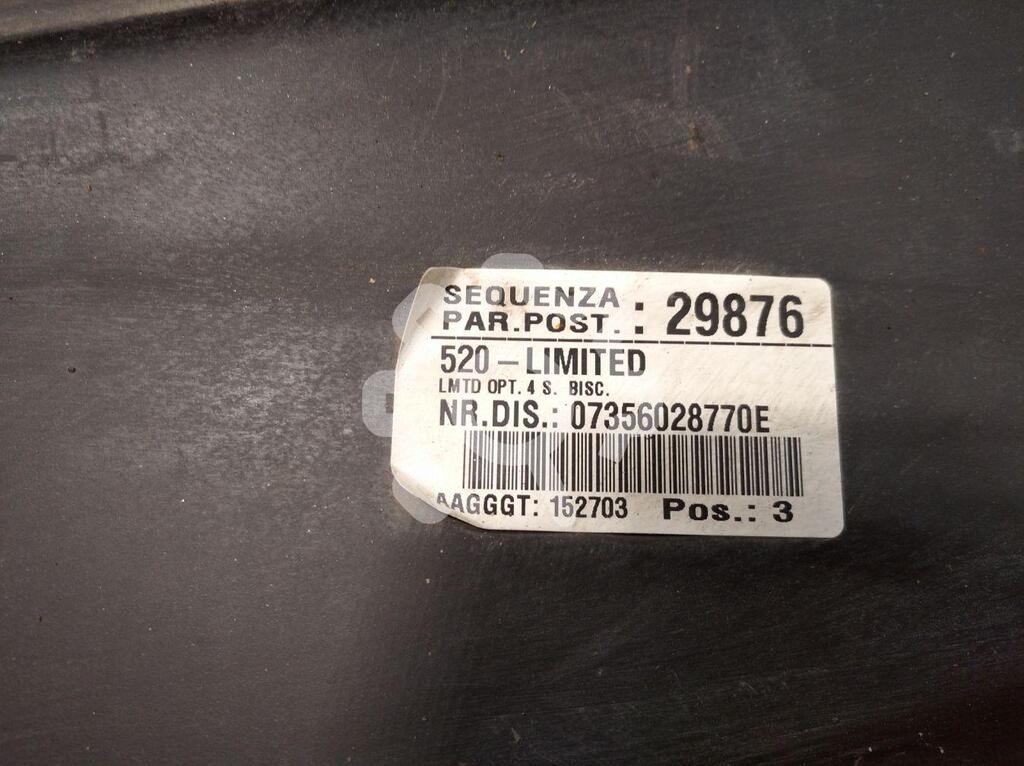 SEQUENZA
PAR.POST. : 29876
520 – LIMITED
LMTD OPT. 4 S. BISC.
NR.DIS.: 07356028770E
AAGGGT: 152703 Pos.: 3